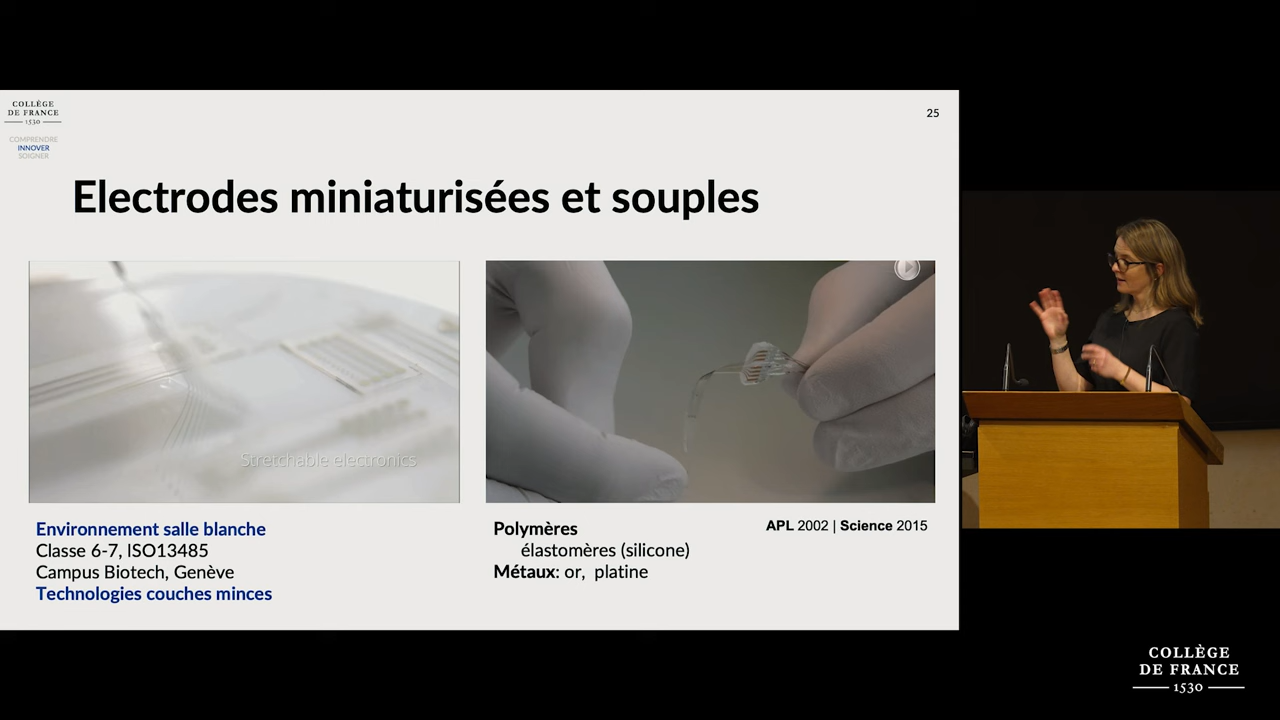 COLLÈGE
DE FRANCE
1530
COMPRENDRE
INNOVER
SOIGNER
25
Electrodes miniaturisées et souples
Stretchable electronics
Environnement salle blanche
Classe 6-7, ISO13485
Campus Biotech, Genève
Technologies couches minces
Polymères
élastomères (silicone)
Métaux: or, platine
APL 2002 | Science 2015
COLLÈGE
DE FRANCE
1530